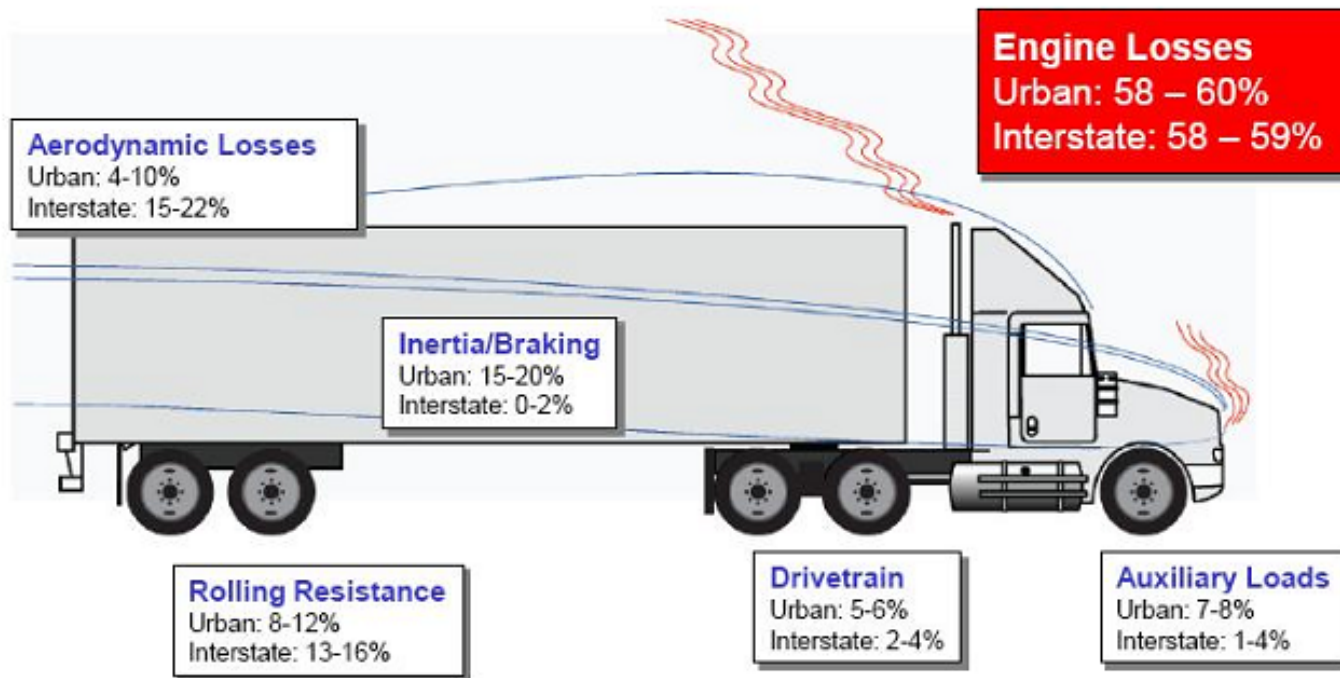 Engine Losses
Urban: 58 – 60%
Interstate: 58 – 59%
Aerodynamic Losses
Urban: 4-10%
Interstate: 15-22%
Inertia/Braking
Urban: 15-20%
Interstate: 0-2%
Rolling Resistance
Urban: 8-12%
Interstate: 13-16%
Drivetrain
Urban: 5-6%
Interstate: 2-4%
Auxiliary Loads
Urban: 7-8%
Interstate: 1-4%